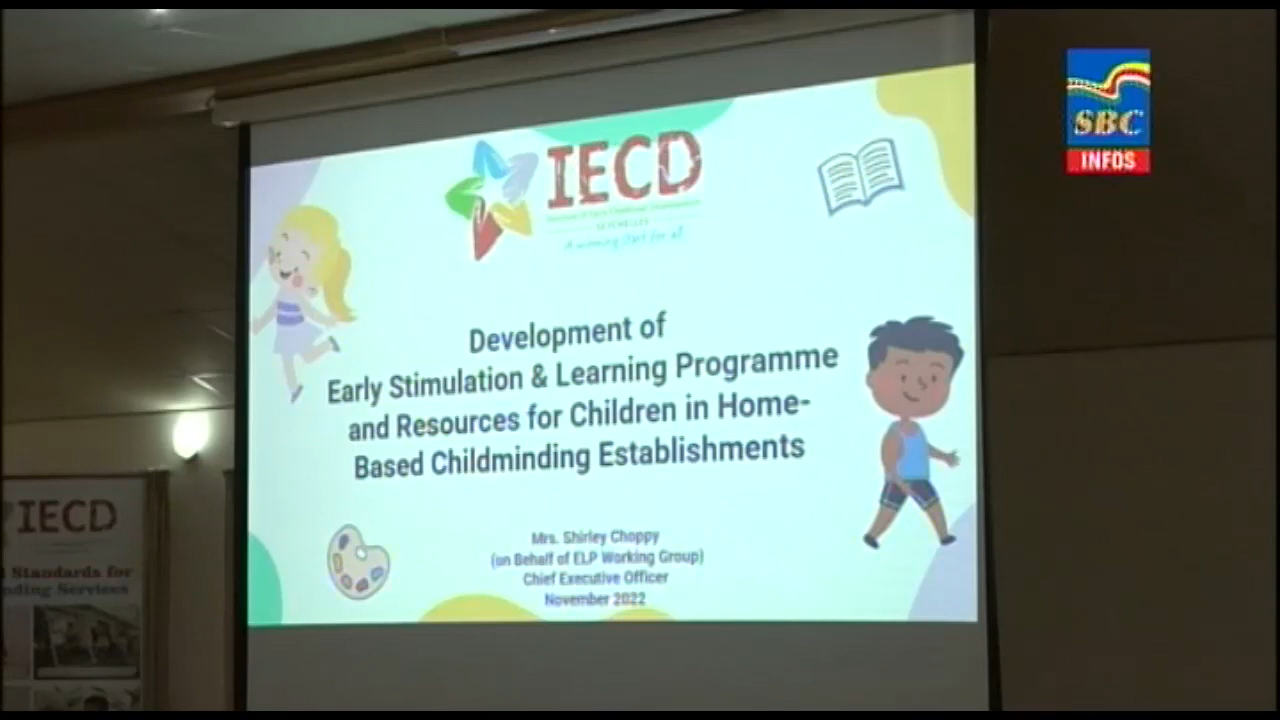 SBC
INFOS
IECD
SEYCHELLES
A winning start for all
Development of
Early Stimulation & Learning Programme
and Resources for Children in Home-
Based Childminding Establishments
Mrs. Shirley Choppy
(on Behalf of ELP Working Group)
Chief Executive Officer
November 2022
IECD
Standards for
nding Services